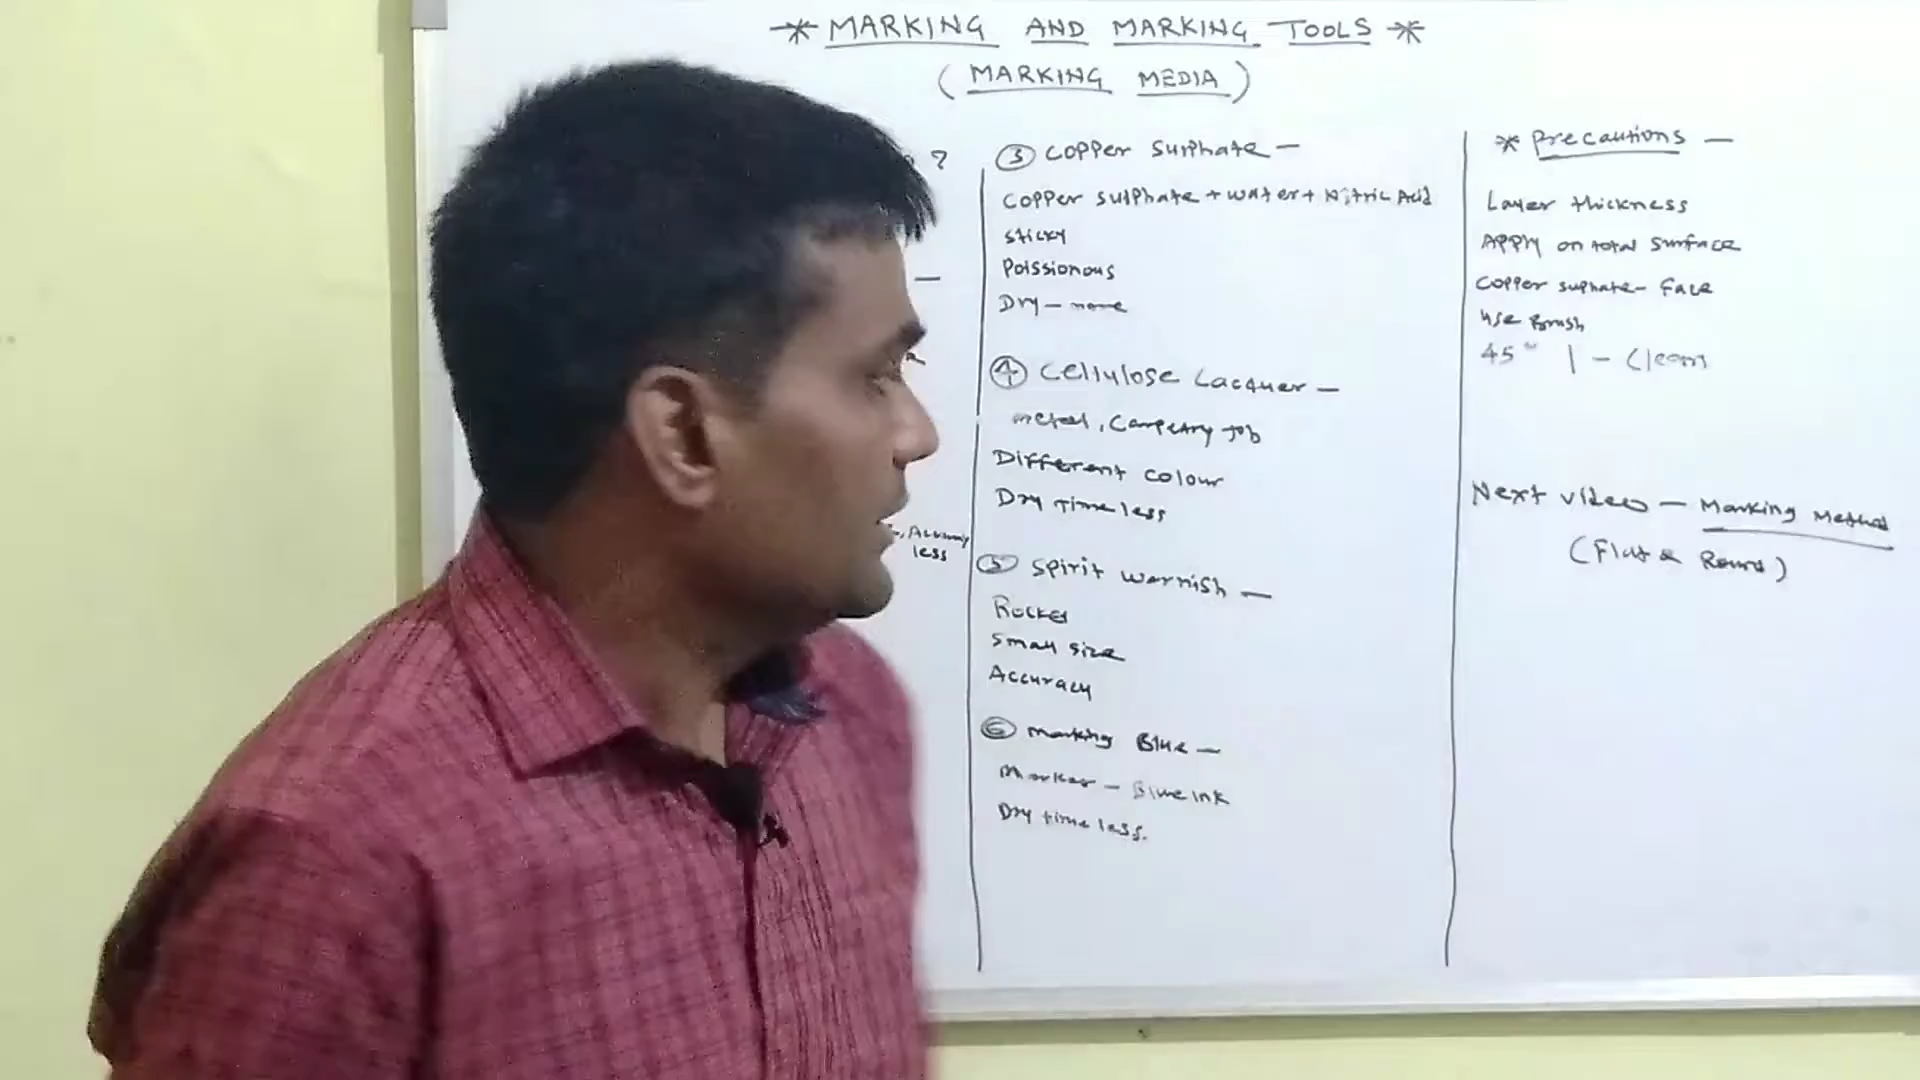 * MARKING AND MARKING TOOLS *
(MARKING MEDIA)
?
—
, Accuracy
less
③ Copper Sulphate —
Copper sulphate + water + Nitric Acid
Sticky
Poissionous
Dry — more
④ Cellulose Lacquer —
metal, Carpentry Job
Different colour
Dry time less
⑤ Spirit warnish —
Small size
Accuracy
⑥ Marking Blue —
Marker — Blue ink
Dry time less.
* Precautions —
Layer thickness
Apply on total surface
Copper suphate - Face
Use Brush
45° | - Clean
Next video — Marking Method
(Flat & Round)